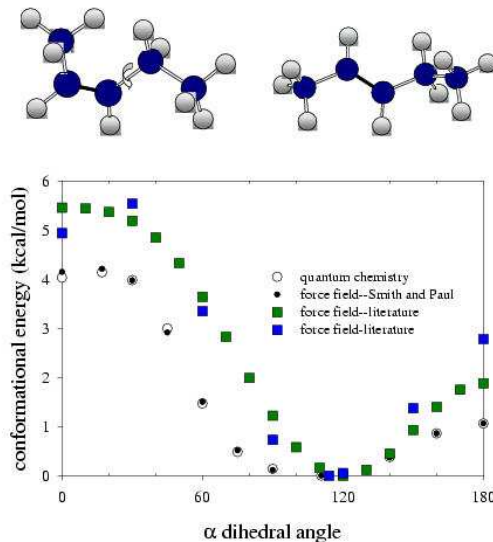 6
5
4
3
2
1
0
conformational energy (kcal/mol)
quantum chemistry
force field--Smith and Paul
force field--literature
force field-literature
0
60
120
180
α dihedral angle